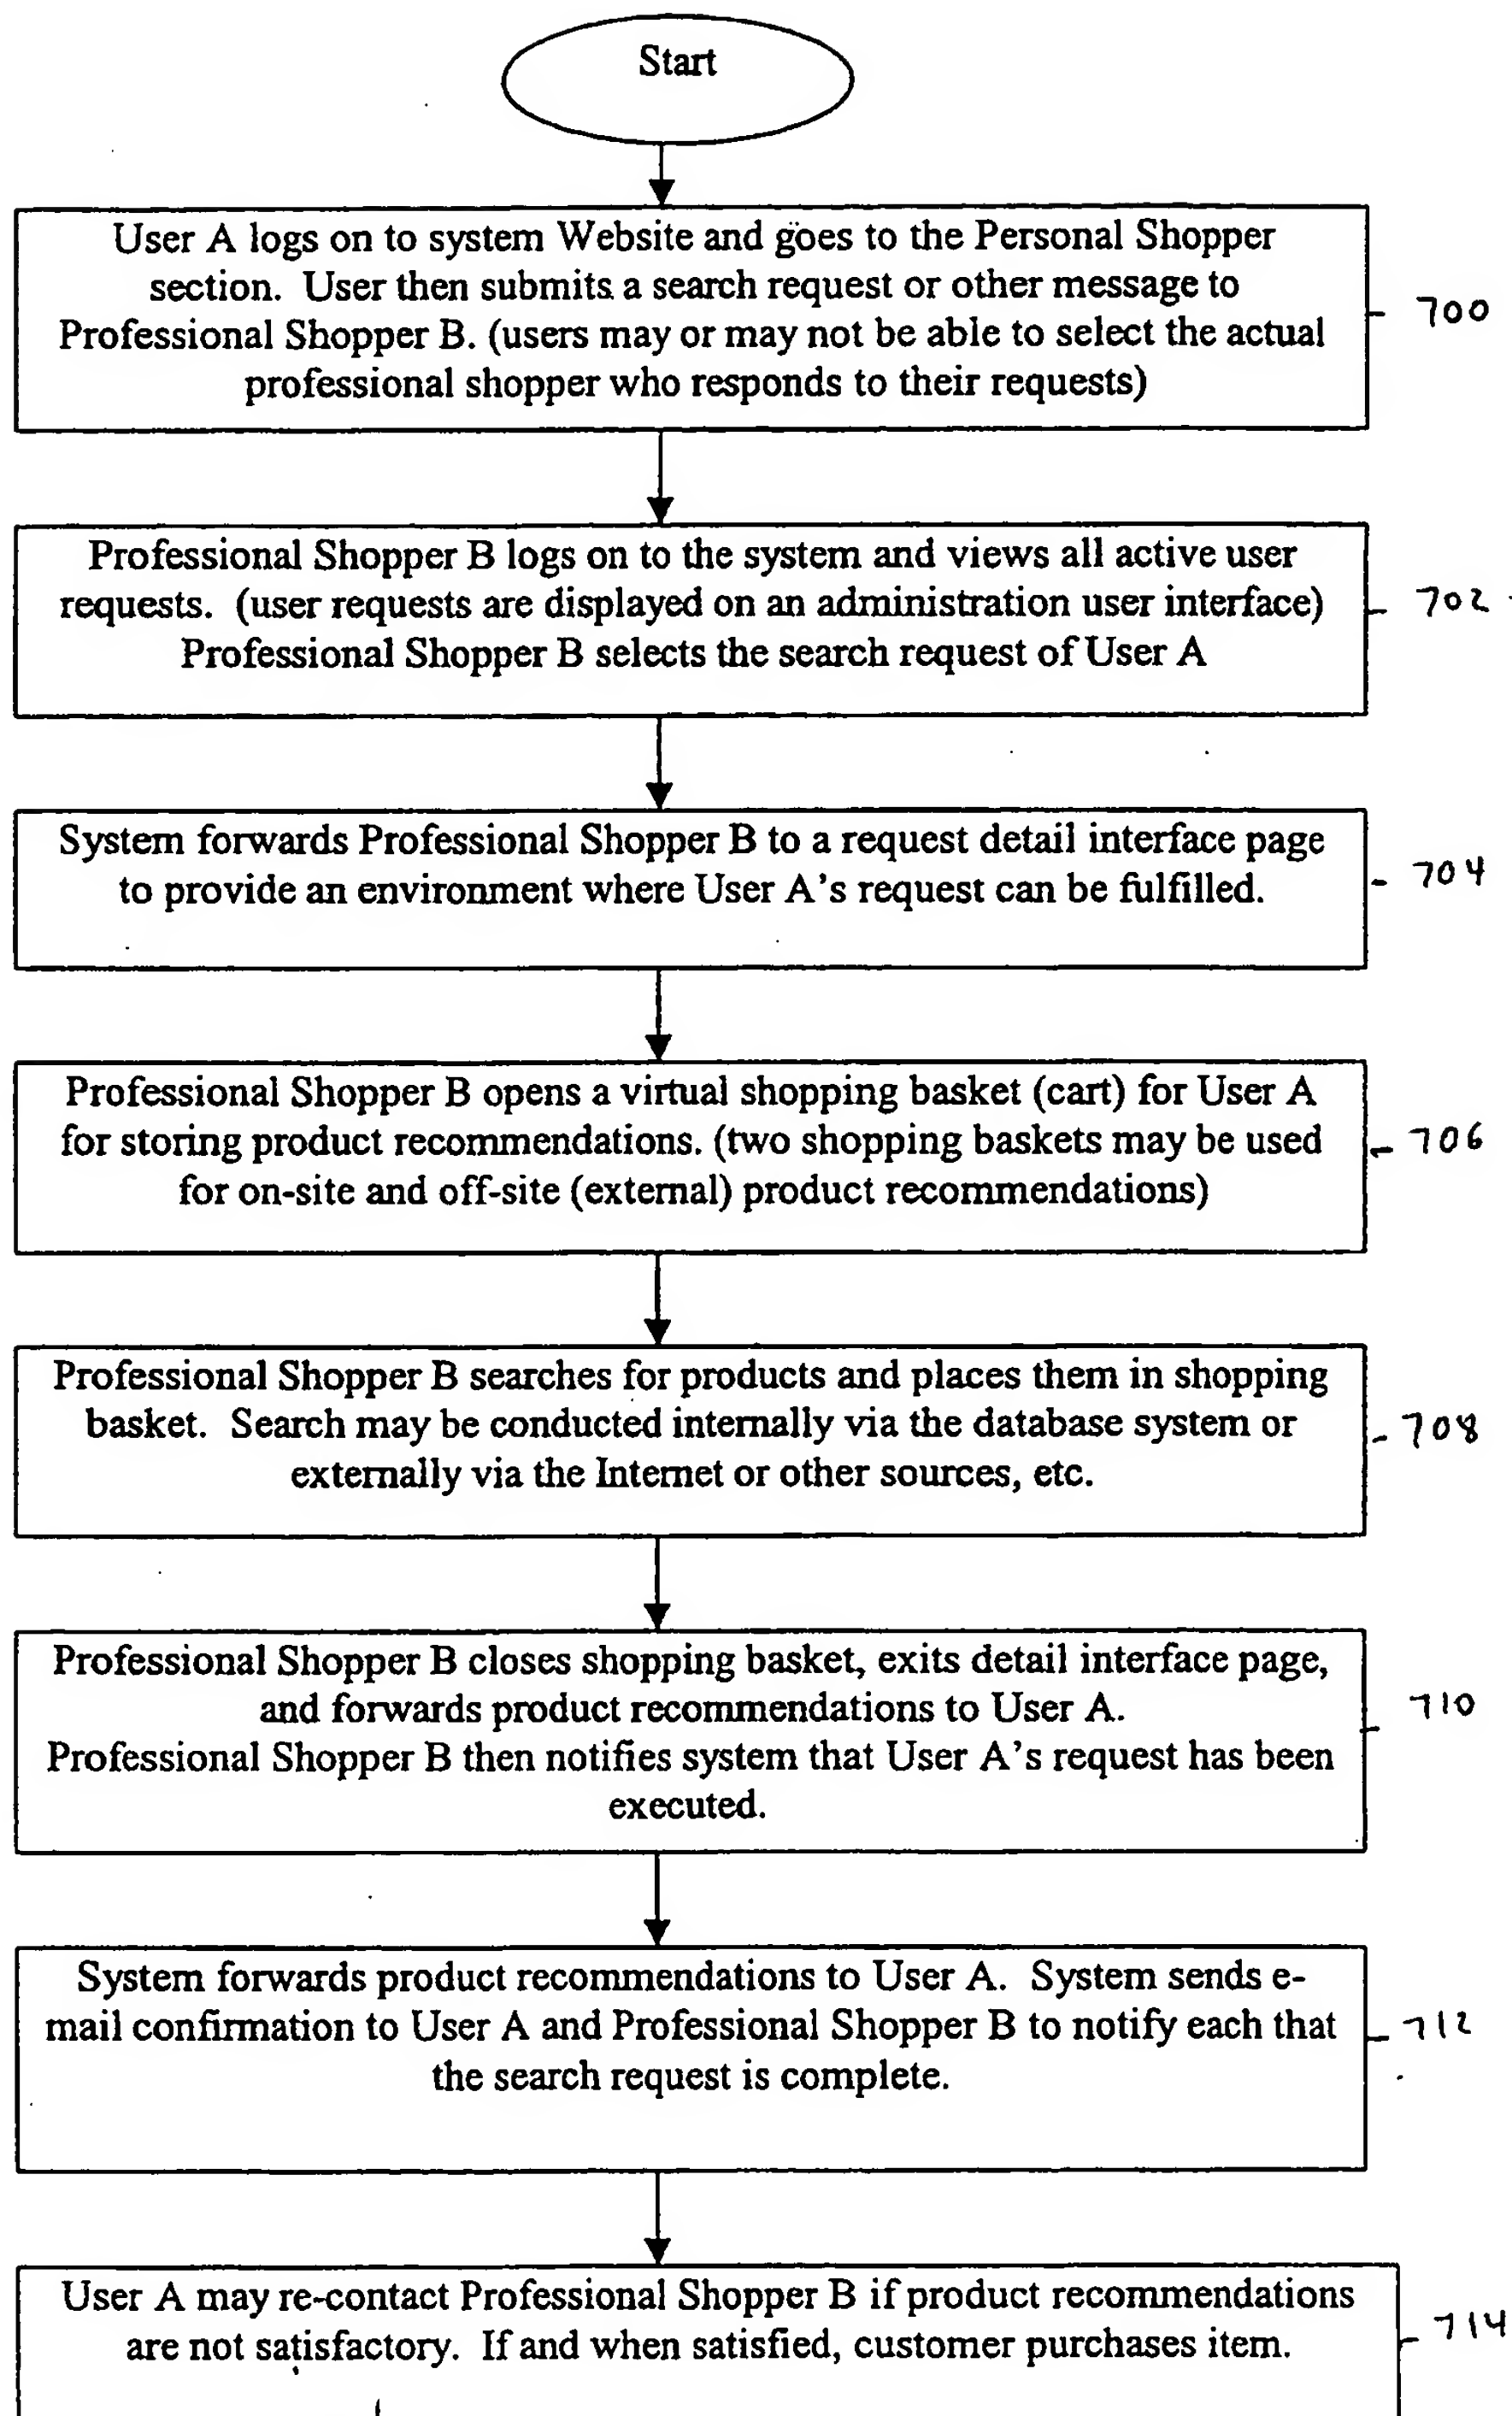 Start
User A logs on to system Website and goes to the Personal Shopper
section. User then submits a search request or other message to
Professional Shopper B. (users may or may not be able to select the actual
professional shopper who responds to their requests)
700
Professional Shopper B logs on to the system and views all active user
requests. (user requests are displayed on an administration user interface)
Professional Shopper B selects the search request of User A
702
System forwards Professional Shopper B to a request detail interface page
to provide an environment where User A's request can be fulfilled.
704
Professional Shopper B opens a virtual shopping basket (cart) for User A
for storing product recommendations. (two shopping baskets may be used
for on-site and off-site (external) product recommendations)
706
Professional Shopper B searches for products and places them in shopping
basket. Search may be conducted internally via the database system or
externally via the Internet or other sources, etc.
708
Professional Shopper B closes shopping basket, exits detail interface page,
and forwards product recommendations to User A.
Professional Shopper B then notifies system that User A's request has been
executed.
710
System forwards product recommendations to User A. System sends e-
mail confirmation to User A and Professional Shopper B to notify each that
the search request is complete.
712
User A may re-contact Professional Shopper B if product recommendations
are not satisfactory. If and when satisfied, customer purchases item.
714